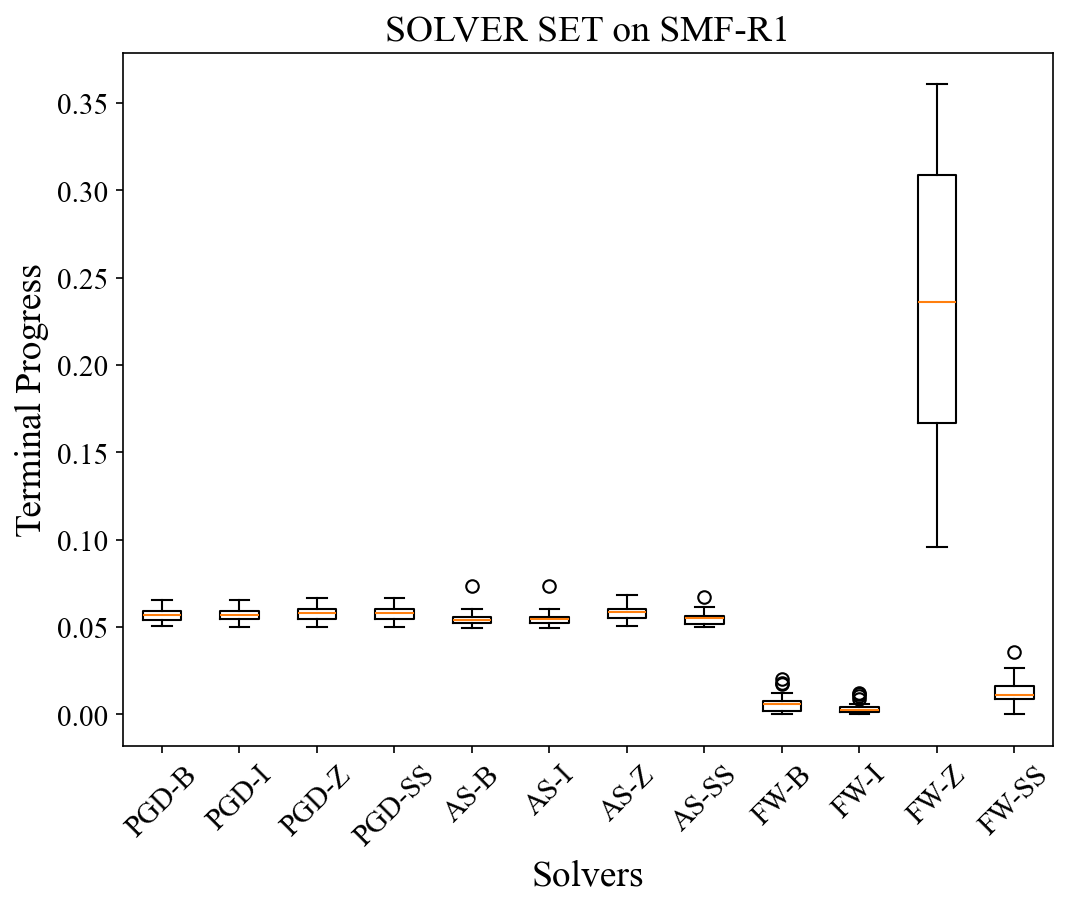 SOLVER SET on SMF-R1
Terminal Progress
0.35
0.30
0.25
0.20
0.15
0.10
0.05
0.00
PGD-B
PGD-I
PGD-Z
PGD-SS
AS-B
AS-I
AS-Z
AS-SS
FW-B
FW-I
FW-Z
FW-SS
Solvers